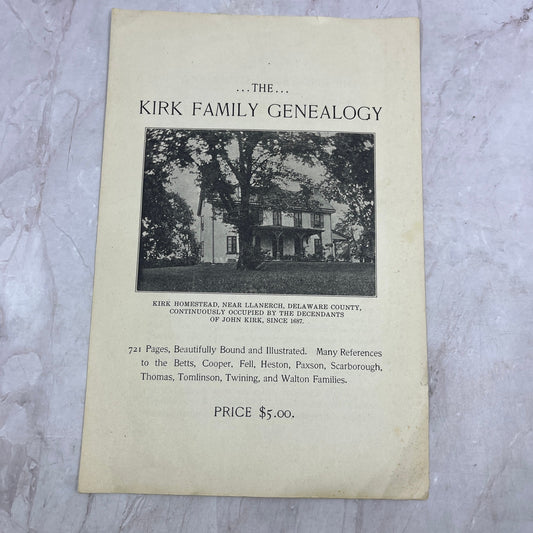 ...THE...
KIRK FAMILY GENEALOGY
KIRK HOMESTEAD, NEAR LLANERCH, DELAWARE COUNTY,
CONTINUOUSLY OCCUPIED BY THE DECENDANTS
OF JOHN KIRK, SINCE 1687.
721 Pages, Beautifully Bound and Illustrated. Many References
to the Betts, Cooper, Fell, Heston, Paxson, Scarborough,
Thomas, Tomlinson, Twining, and Walton Families.
PRICE $5.00.